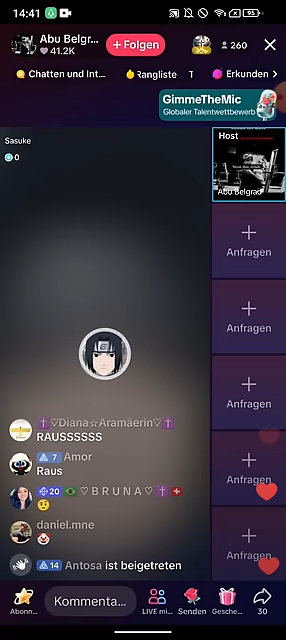 14:41
95
Abu Belgr...
41.2K
+ Folgen
260
Chatten und Int...
Rangliste
1
Erkunden >
GimmeTheMic
Globaler Talentwettbewerb
Sasuke
0
Host
Abu Belgrad
+
Anfragen
+
Anfragen
+
Anfragen
+
Anfragen
+
Anfragen
✝️♡Diana☆Aramäerin♡✝️
RAUSSSSSS
7 Amor
Raus
20 🇧🇷 ♡ B R U N A ♡ ✝️ 🇨🇭
🤨
daniel.mne
🤡
14 Antosa ist beigetreten
Abonn...
Kommenta...
LIVE mi...
Senden
Gesche...
30